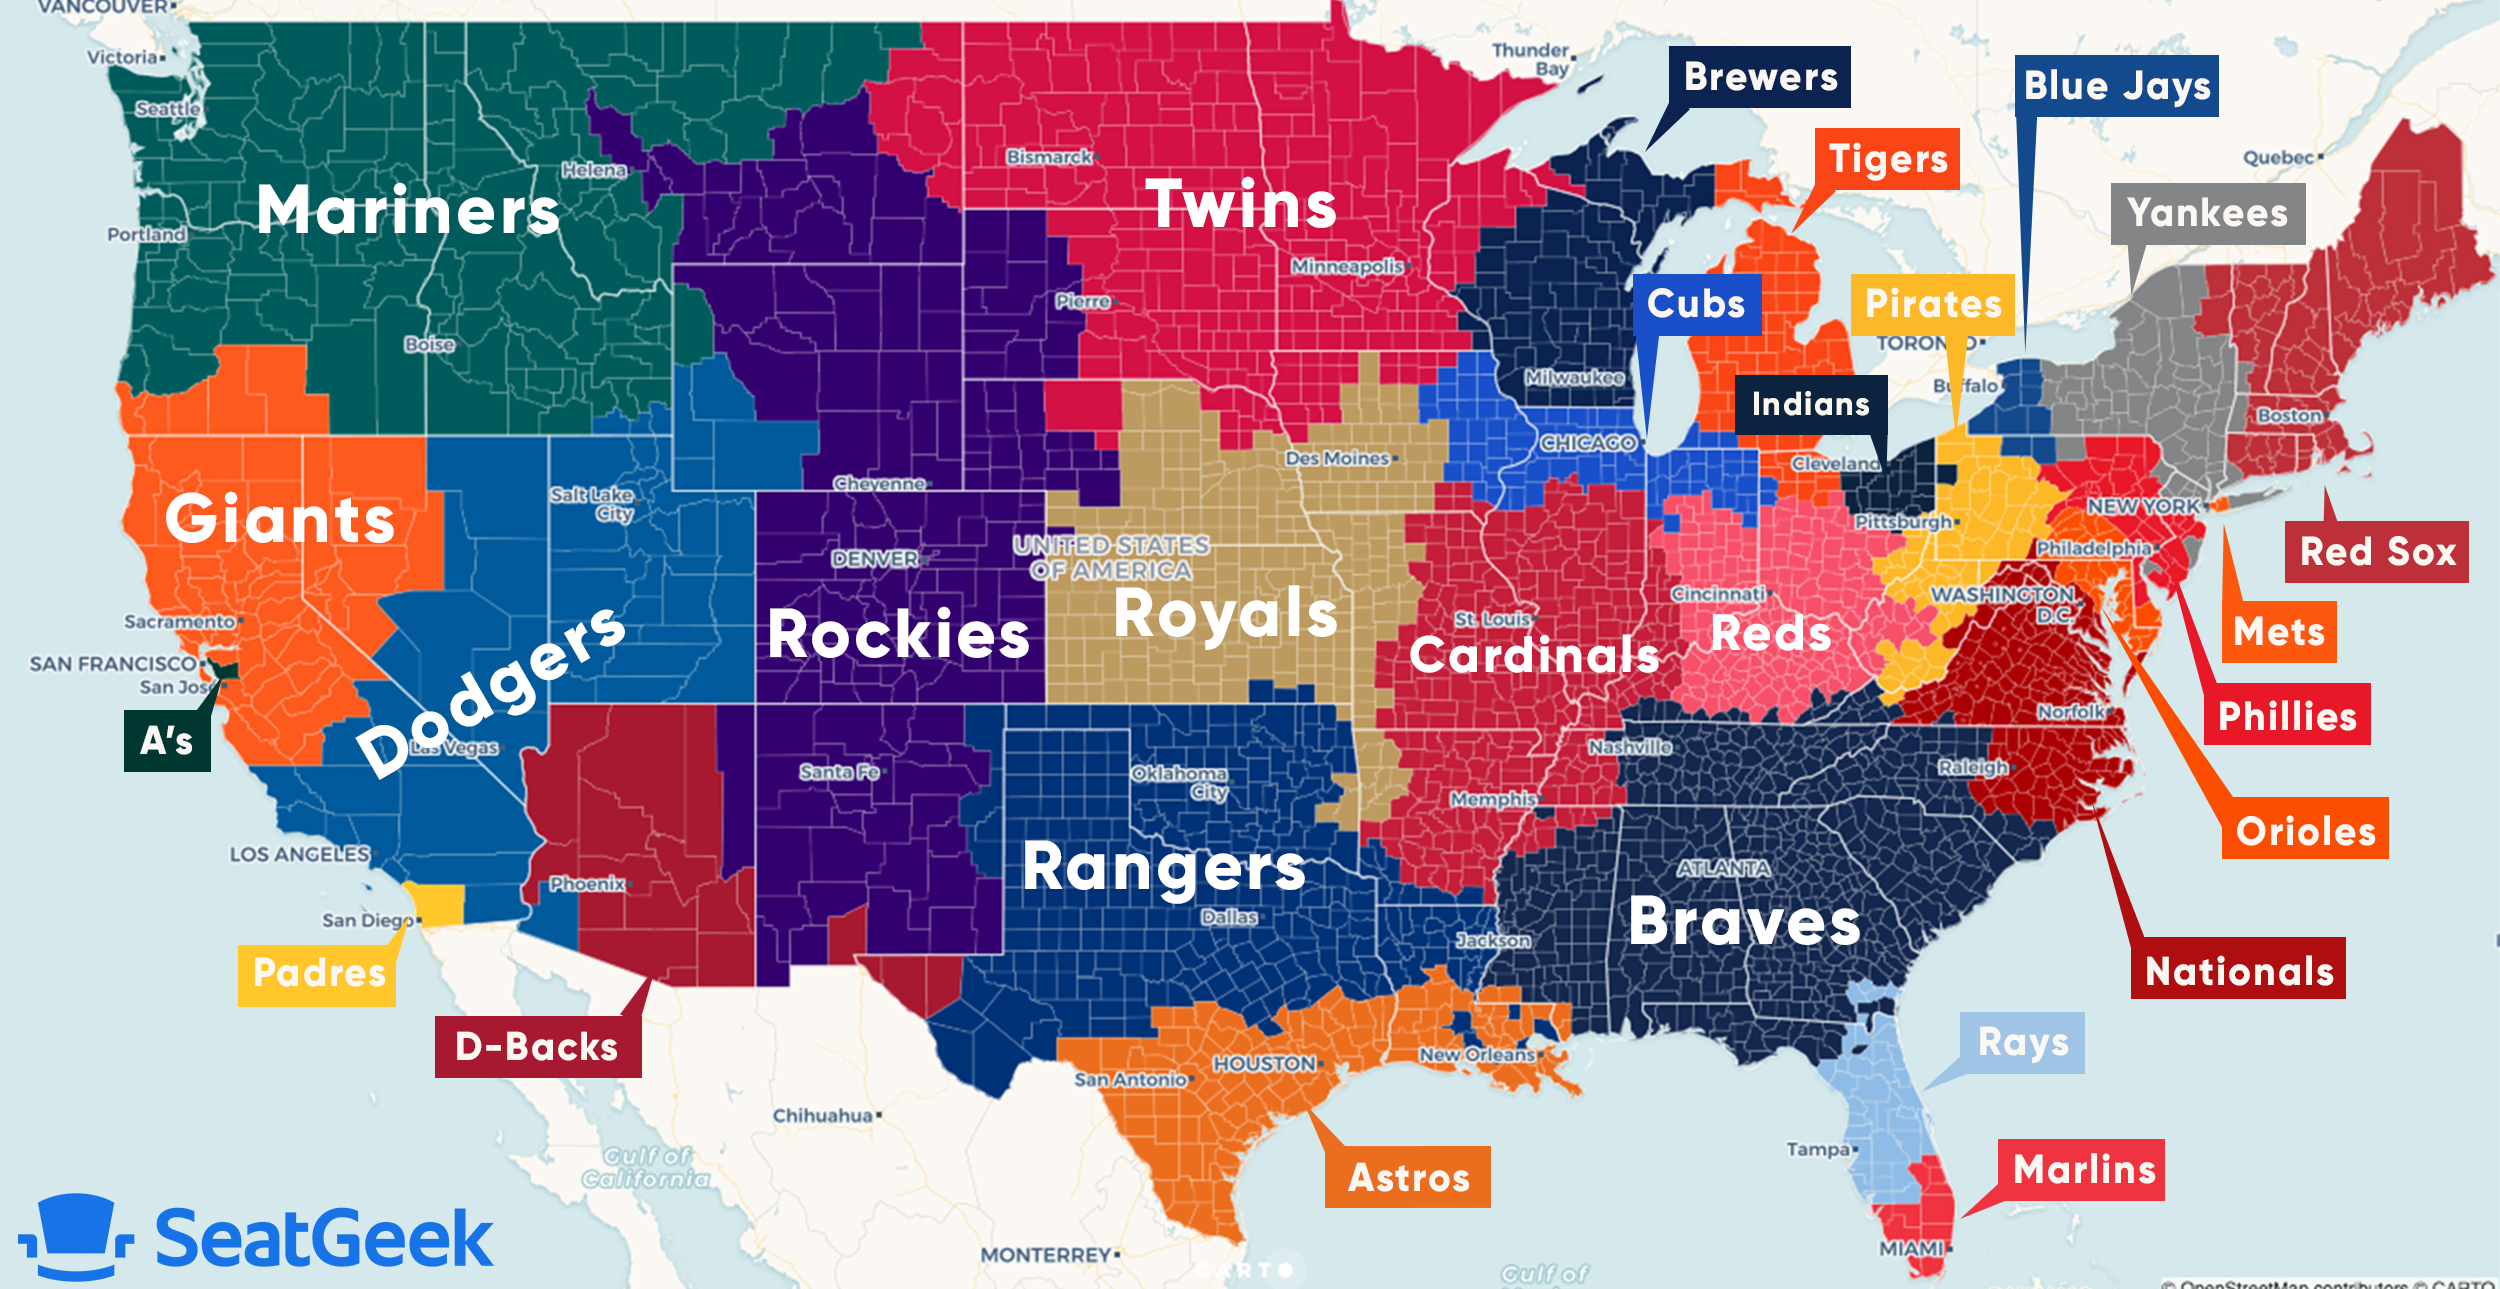 VANCOUVER
Victoria
Seattle
Thunder
Bay
Brewers
Blue Jays
Tigers
Quebec
Helena
Bismarck
Mariners
Twins
Yankees
Portland
Minneapolis
Pierre
Cubs
Pirates
TORONTO
Boise
Milwaukee
Buffalo
Indians
Boston
CHICAGO
Des Moines
Cleveland
Cheyenne
Salt Lake
City
Giants
NEW YORK
Pittsburgh
DENVER
UNITED STATES
OF AMERICA
Philadelphia
Red Sox
Sacramento
Dodgers
Rockies
Royals
St. Louis
Cardinals
Cincinnati
Reds
WASHINGTON
D.C.
Mets
SAN FRANCISCO
San Jose
A's
Las Vegas
Norfolk
Phillies
Santa Fe
Oklahoma
City
Nashville
Raleigh
Memphis
Orioles
LOS ANGELES
Phoenix
Rangers
ATLANTA
San Diego
Dallas
Braves
Jackson
Padres
Nationals
D-Backs
HOUSTON
New Orleans
Rays
San Antonio
Chihuahua
Astros
Tampa
Marlins
Gulf of
California
SeatGeek
MONTERREY
MIAMI
CARTO
Gulf of
© OpenStreetMap contributors © CARTO